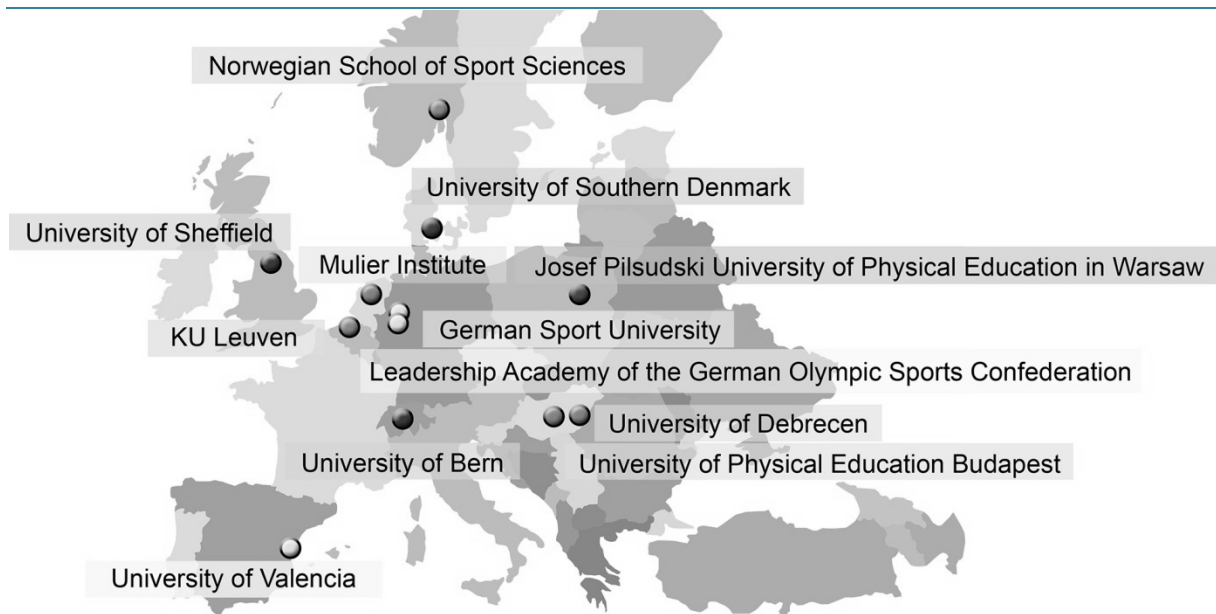 Norwegian School of Sport Sciences
University of Southern Denmark
University of Sheffield
Mulier Institute
Josef Pilsudski University of Physical Education in Warsaw
KU Leuven
German Sport University
Leadership Academy of the German Olympic Sports Confederation
University of Debrecen
University of Bern
University of Physical Education Budapest
University of Valencia